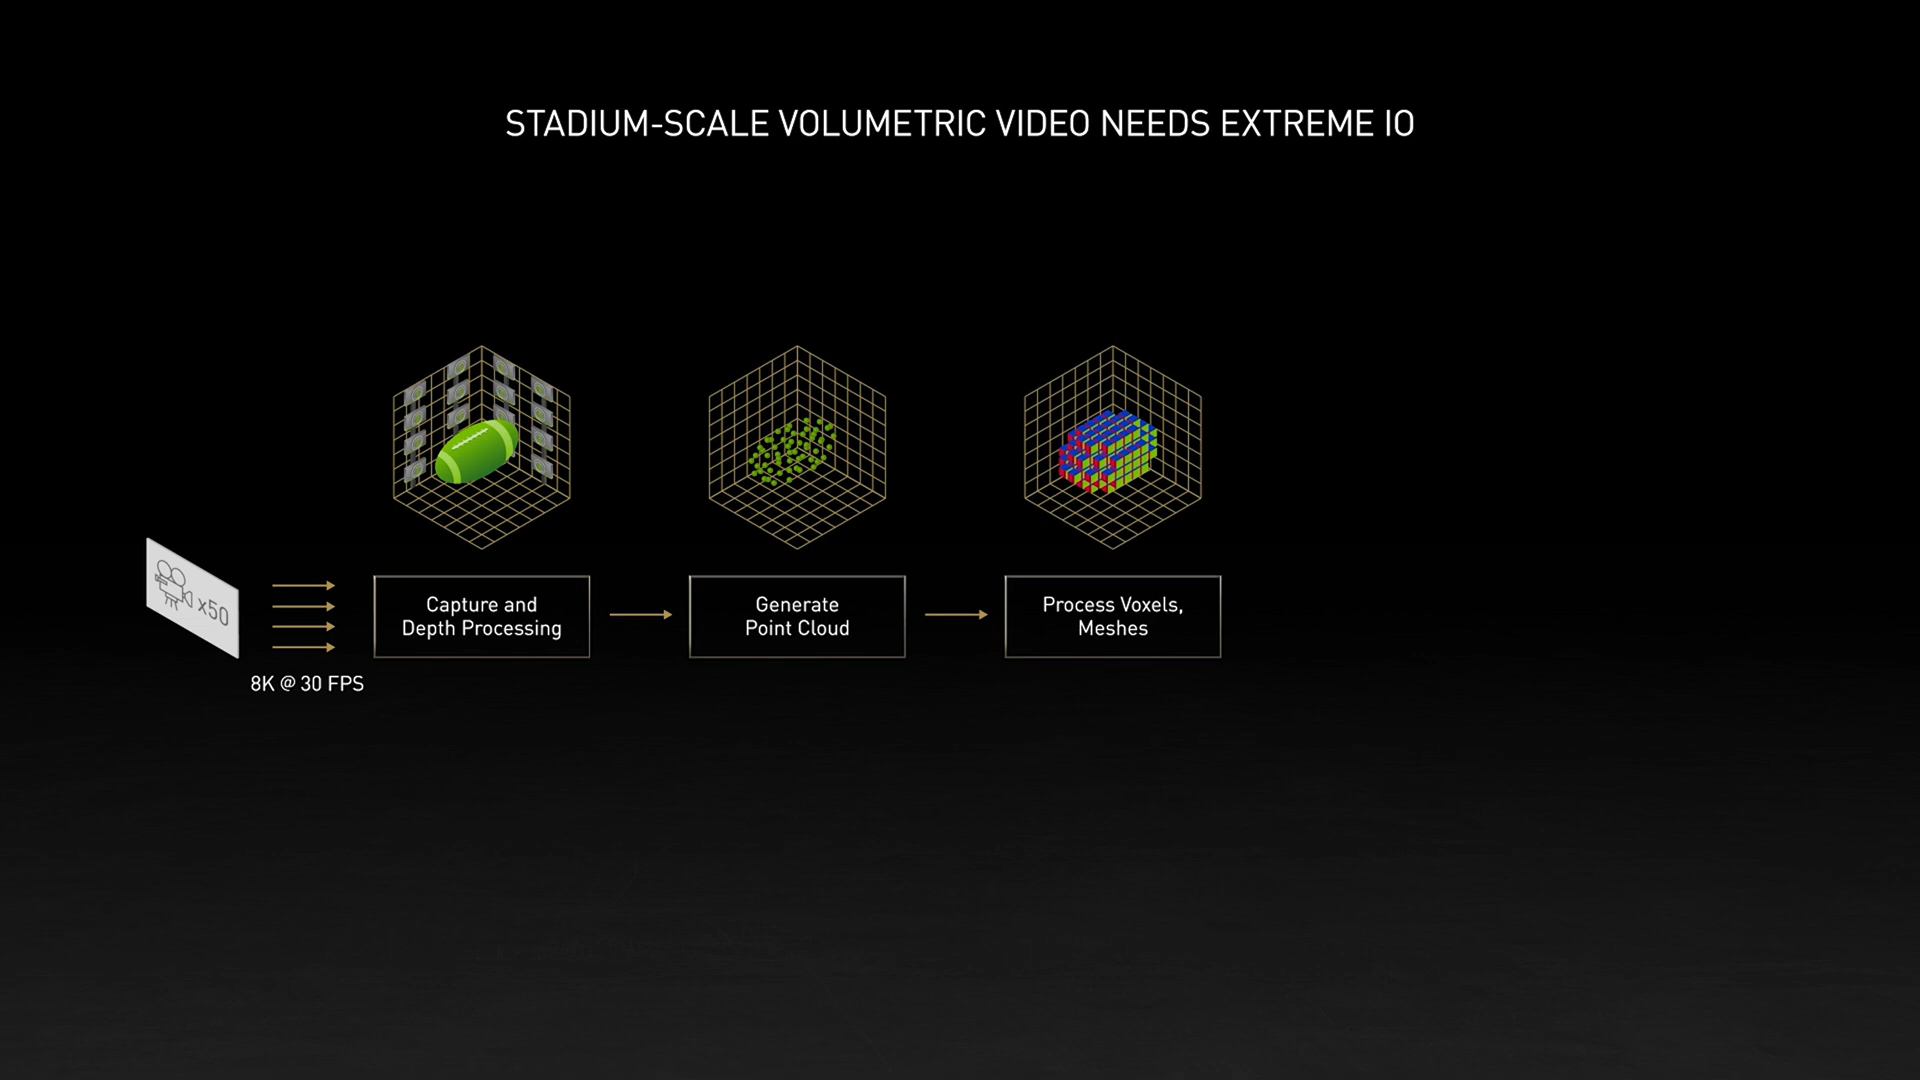 STADIUM-SCALE VOLUMETRIC VIDEO NEEDS EXTREME IO
x50
8K @ 30 FPS
Capture and
Depth Processing
Generate
Point Cloud
Process Voxels,
Meshes